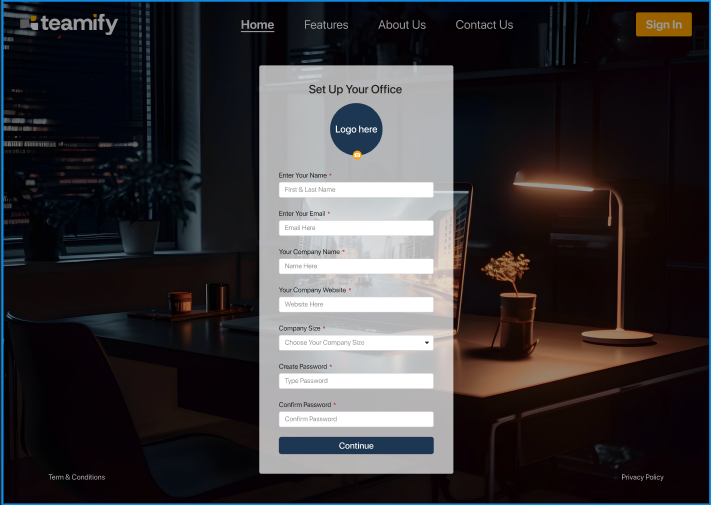 teamify
Home Features About Us Contact Us Sign In
Set Up Your Office
Logo here
Enter Your Name *
First & Last Name
Enter Your Email *
Email Here
Your Company Name *
Name Here
Your Company Website *
Website Here
Company Size *
Choose Your Company Size
Create Password *
Type Password
Confirm Password *
Confirm Password
Continue
Term & Conditions Privacy Policy